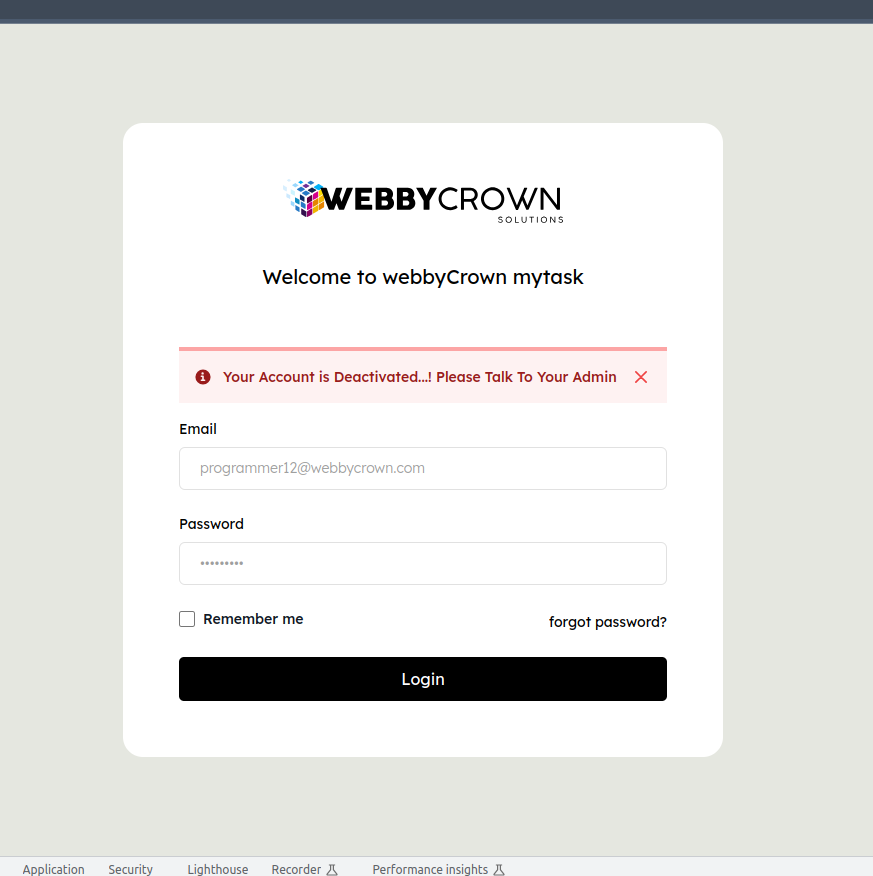 WEBBYCROWN
SOLUTIONS
Welcome to webbyCrown mytask
Your Account is Deactivated...! Please Talk To Your Admin
Email
programmer12@webbycrown.com
Password
•••••••••
Remember me
forgot password?
Login
Application Security Lighthouse Recorder Performance insights